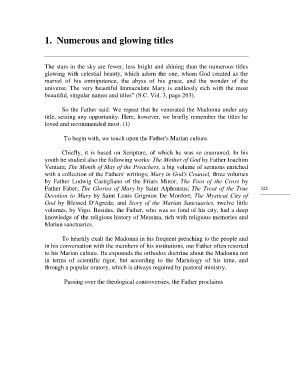 1. Numerous and glowing titles
The stars in the sky are fewer, less bright and shining than the numerous titles
glowing with celestial beauty, which adorn the one, whom God created as the
marvel of his omnipotence, the abyss of his grace, and the wonder of the
universe. The very beautiful Immaculate Mary is endlessly rich with the most
beautiful, singular names and titles" (S.C. Vol. 3, page 203).
So the Father said. We repeat that he venerated the Madonna under any
title, seizing any opportunity. Here, however, we briefly remember the titles he
loved and recommended most. (1)
To begin with, we touch upon the Father's Marian culture.
Chiefly, it is based on Scripture, of which he was so enamored. In his
youth he studied also the following works: The Mother of God by Father Joachim
Ventura; The Month of May of the Preachers, a big volume of sermons enriched
with a collection of the Fathers' writings; Mary in God's Counsel, three volumes
by Father Ludwig Castigliano of the Friars Minor; The Foot of the Cross by
Father Faber; The Glories of Mary by Saint Alphonsus; The Treat of the True
Devotion to Mary by Saint Louis Grignon De Monfort; The Mystical City of
God by Blessed D'Agreda; and Story of the Marian Sanctuaries, twelve little
volumes, by Vigo. Besides, the Father, who was so fond of his city, had a deep
knowledge of the religious history of Messina, rich with religious memories and
Marian sanctuaries.
To heartily exalt the Madonna in his frequent preaching to the people and
in his conversation with the members of his institutions, our Father often resorted
to his Marian culture. He expounds the orthodox doctrine about the Madonna not
in terms of scientific rigor, but according to the Mariology of his time, and
through a popular oratory, which is always required by pastoral ministry.
Passing over the theological controversies, the Father proclaims